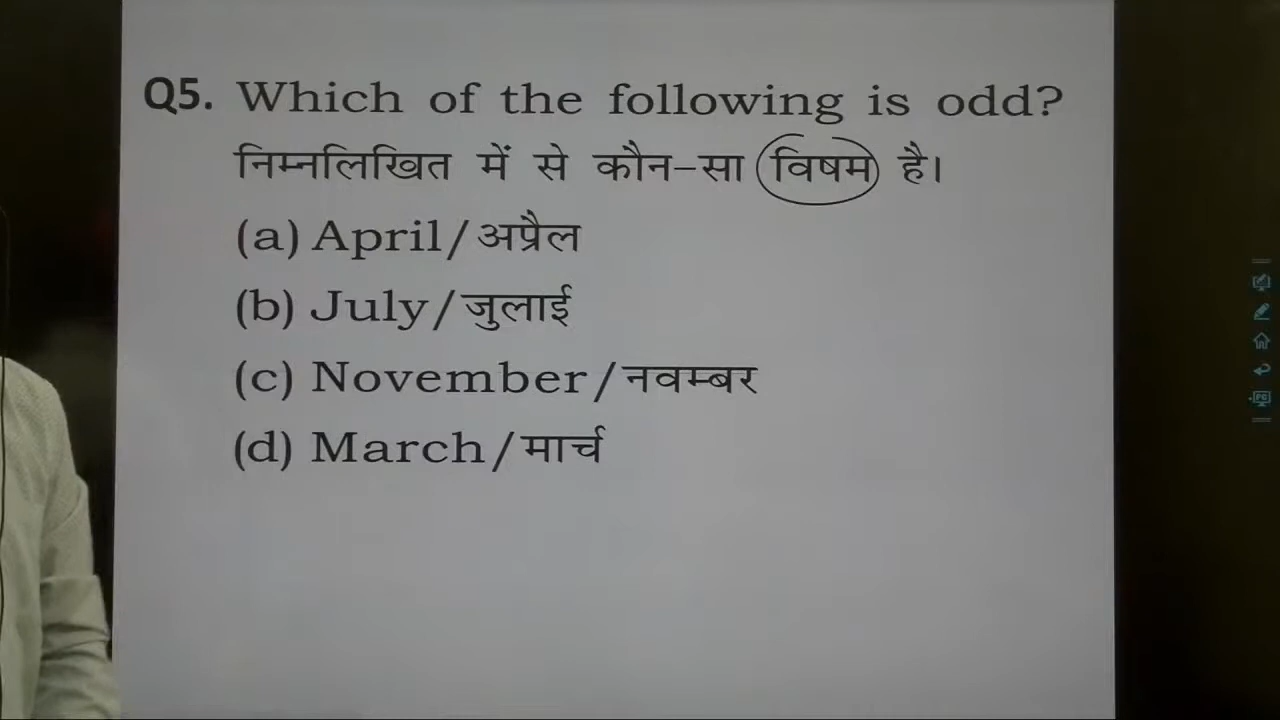 Q5. Which of the following is odd?
निम्नलिखित में से कौन-सा विषम है।
(a) April/अप्रैल
(b) July/जुलाई
(c) November/नवम्बर
(d) March/मार्च